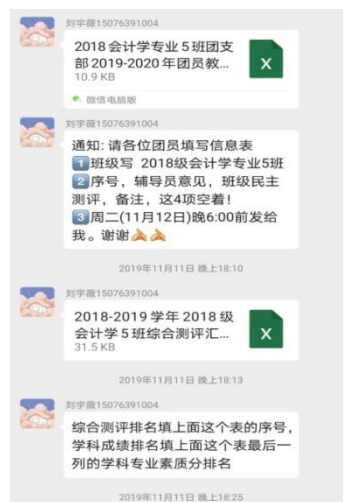 刘宇薇15076391004
2018会计学专业5班团支
部2019-2020年团员教...
10.9 KB
X
微信电脑版
刘宇薇15076391004
通知: 请各位团员填写信息表
1班级写 2018级会计学专业5班
2序号，辅导员意见，班级民主
测评，备注，这4项空着!
3周二(11月12日)晚6:00前发给
我。谢谢
2019年11月11日 晚上18:10
刘宇薇15076391004
2018-2019 学年 2018 级
会计学5班综合测评汇...
31.5 KB
X
2019年11月11日 晚上18:13
刘宇薇15076391004
综合测评排名填上面这个表的序号，
学科成绩排名填上面这个表最后一
列的学科专业素质分排名
2019年11月11日 晚上18:25